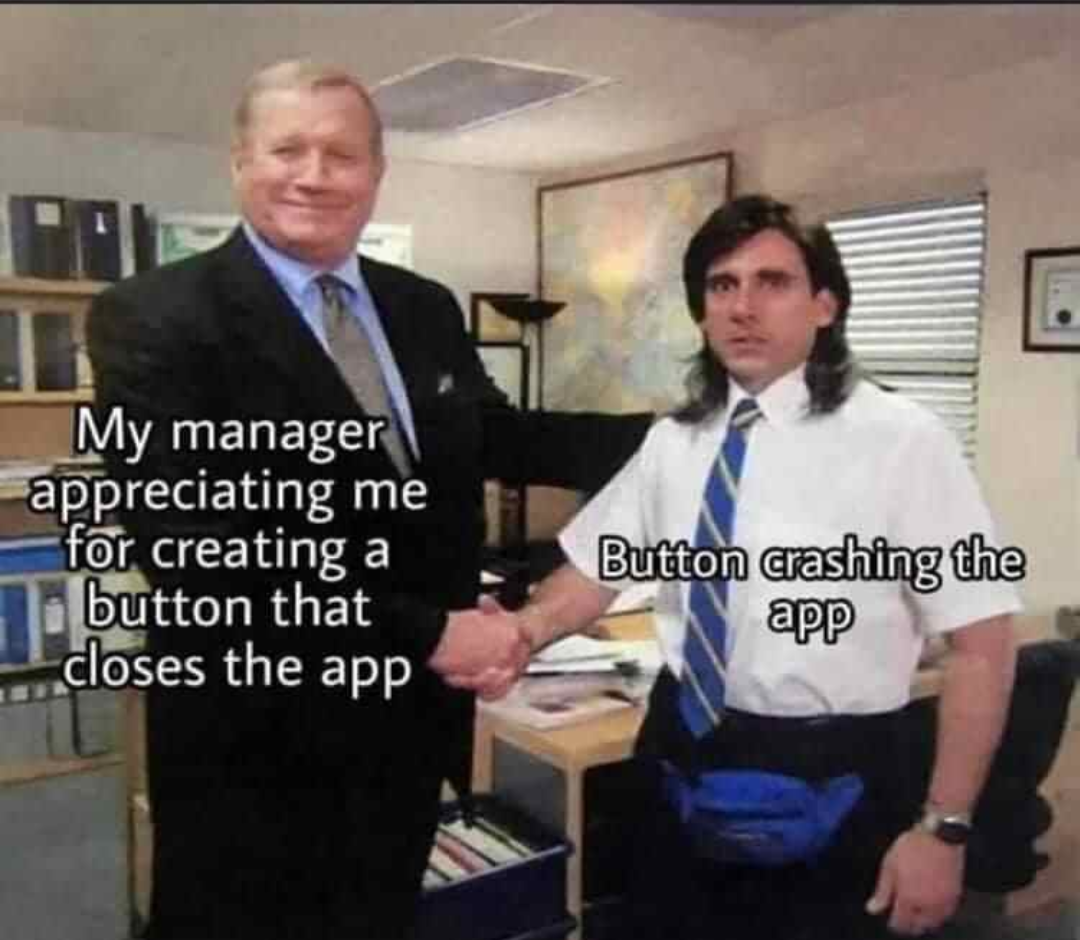 My manager
appreciating me
for creating a
button that
closes the app
Button crashing the
app